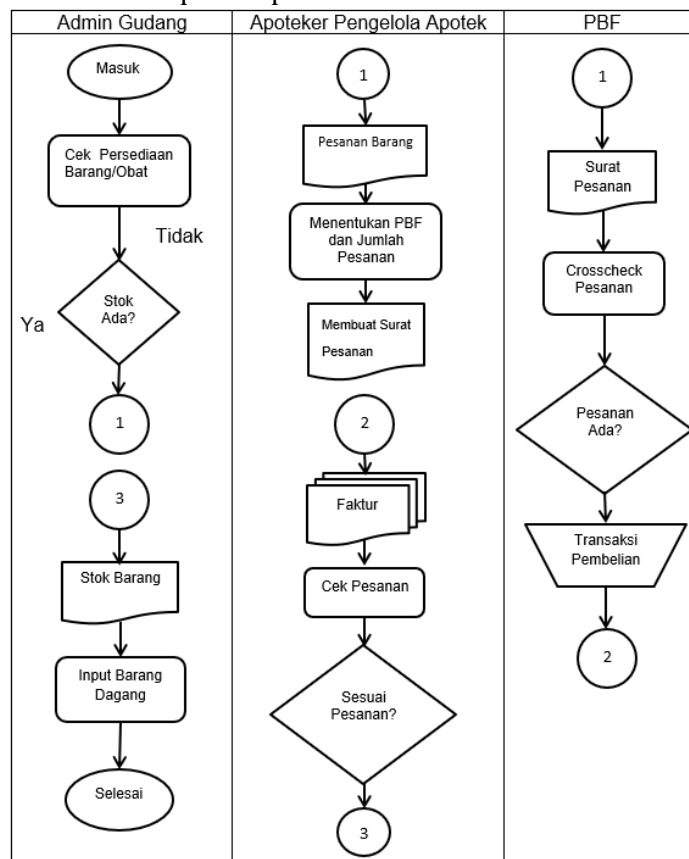 Admin Gudang
Masuk
Cek Persediaan
Barang/Obat
Tidak
Stok
Ada?
Ya
1
3
Stok Barang
Input Barang
Dagang
Selesai
Apoteker Pengelola Apotek
1
Pesanan Barang
Menentukan PBF
dan Jumlah
Pesanan
Membuat Surat
Pesanan
2
Faktur
Cek Pesanan
Sesuai
Pesanan?
3
PBF
1
Surat
Pesanan
Crosscheck
Pesanan
Pesanan
Ada?
Transaksi
Pembelian
2